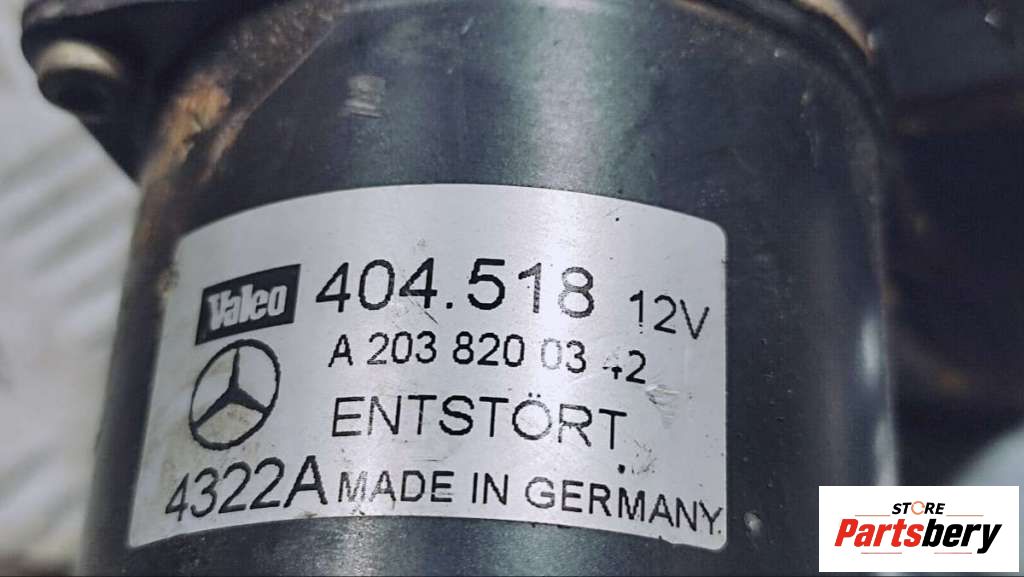 Valeo 404.518 12V
A 203 820 03 42
ENTSTÖRT
4322A MADE IN GERMANY
STORE
Partsbery